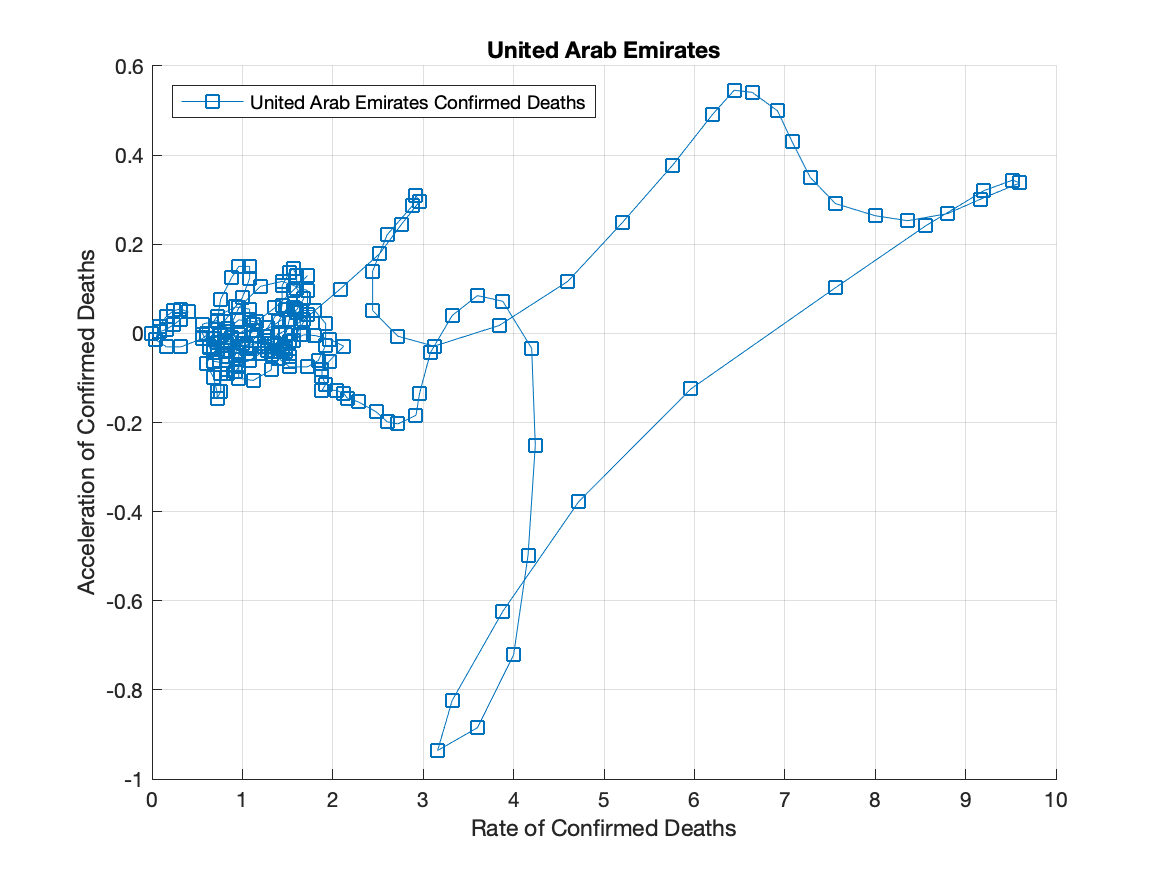 United Arab Emirates
United Arab Emirates Confirmed Deaths
Acceleration of Confirmed Deaths
0.6
0.4
0.2
0
-0.2
-0.4
-0.6
-0.8
-1
0 1 2 3 4 5 6 7 8 9 10
Rate of Confirmed Deaths